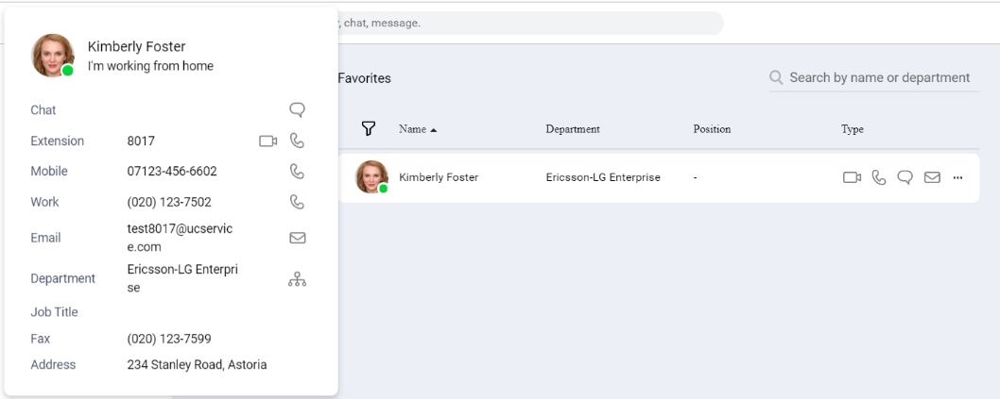 , chat, message.
Kimberly Foster
I'm working from home
Chat
Extension 8017
Mobile 07123-456-6602
Work (020) 123-7502
Email test8017@ucservic
e.com
Department Ericsson-LG Enterpri
se
Job Title
Fax (020) 123-7599
Address 234 Stanley Road, Astoria
Favorites
Search by name or department
Name Department Position Type
Kimberly Foster Ericsson-LG Enterprise -